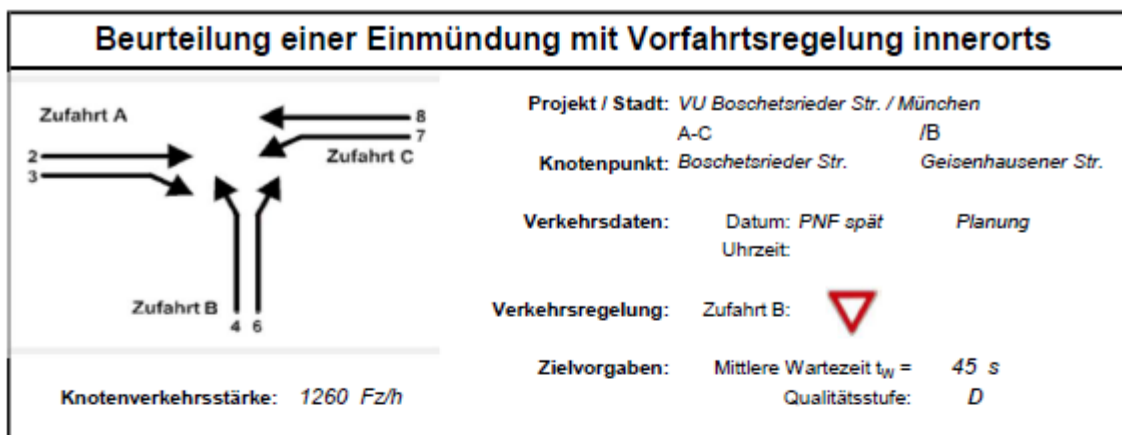 Beurteilung einer Einmündung mit Vorfahrtsregelung innerorts
Zufahrt A
8
7
Zufahrt C
2
3
Zufahrt B
4 6
Knotenverkehrsstärke: 1260 Fz/h
Projekt / Stadt: VU Boschetsrieder Str. / München
A-C /B
Knotenpunkt: Boschetsrieder Str. Geisenhausener Str.
Verkehrsdaten: Datum: PNF spät Planung
Uhrzeit:
Verkehrsregelung: Zufahrt B:
Zielvorgaben: Mittlere Wartezeit tW = 45 s
Qualitätsstufe: D